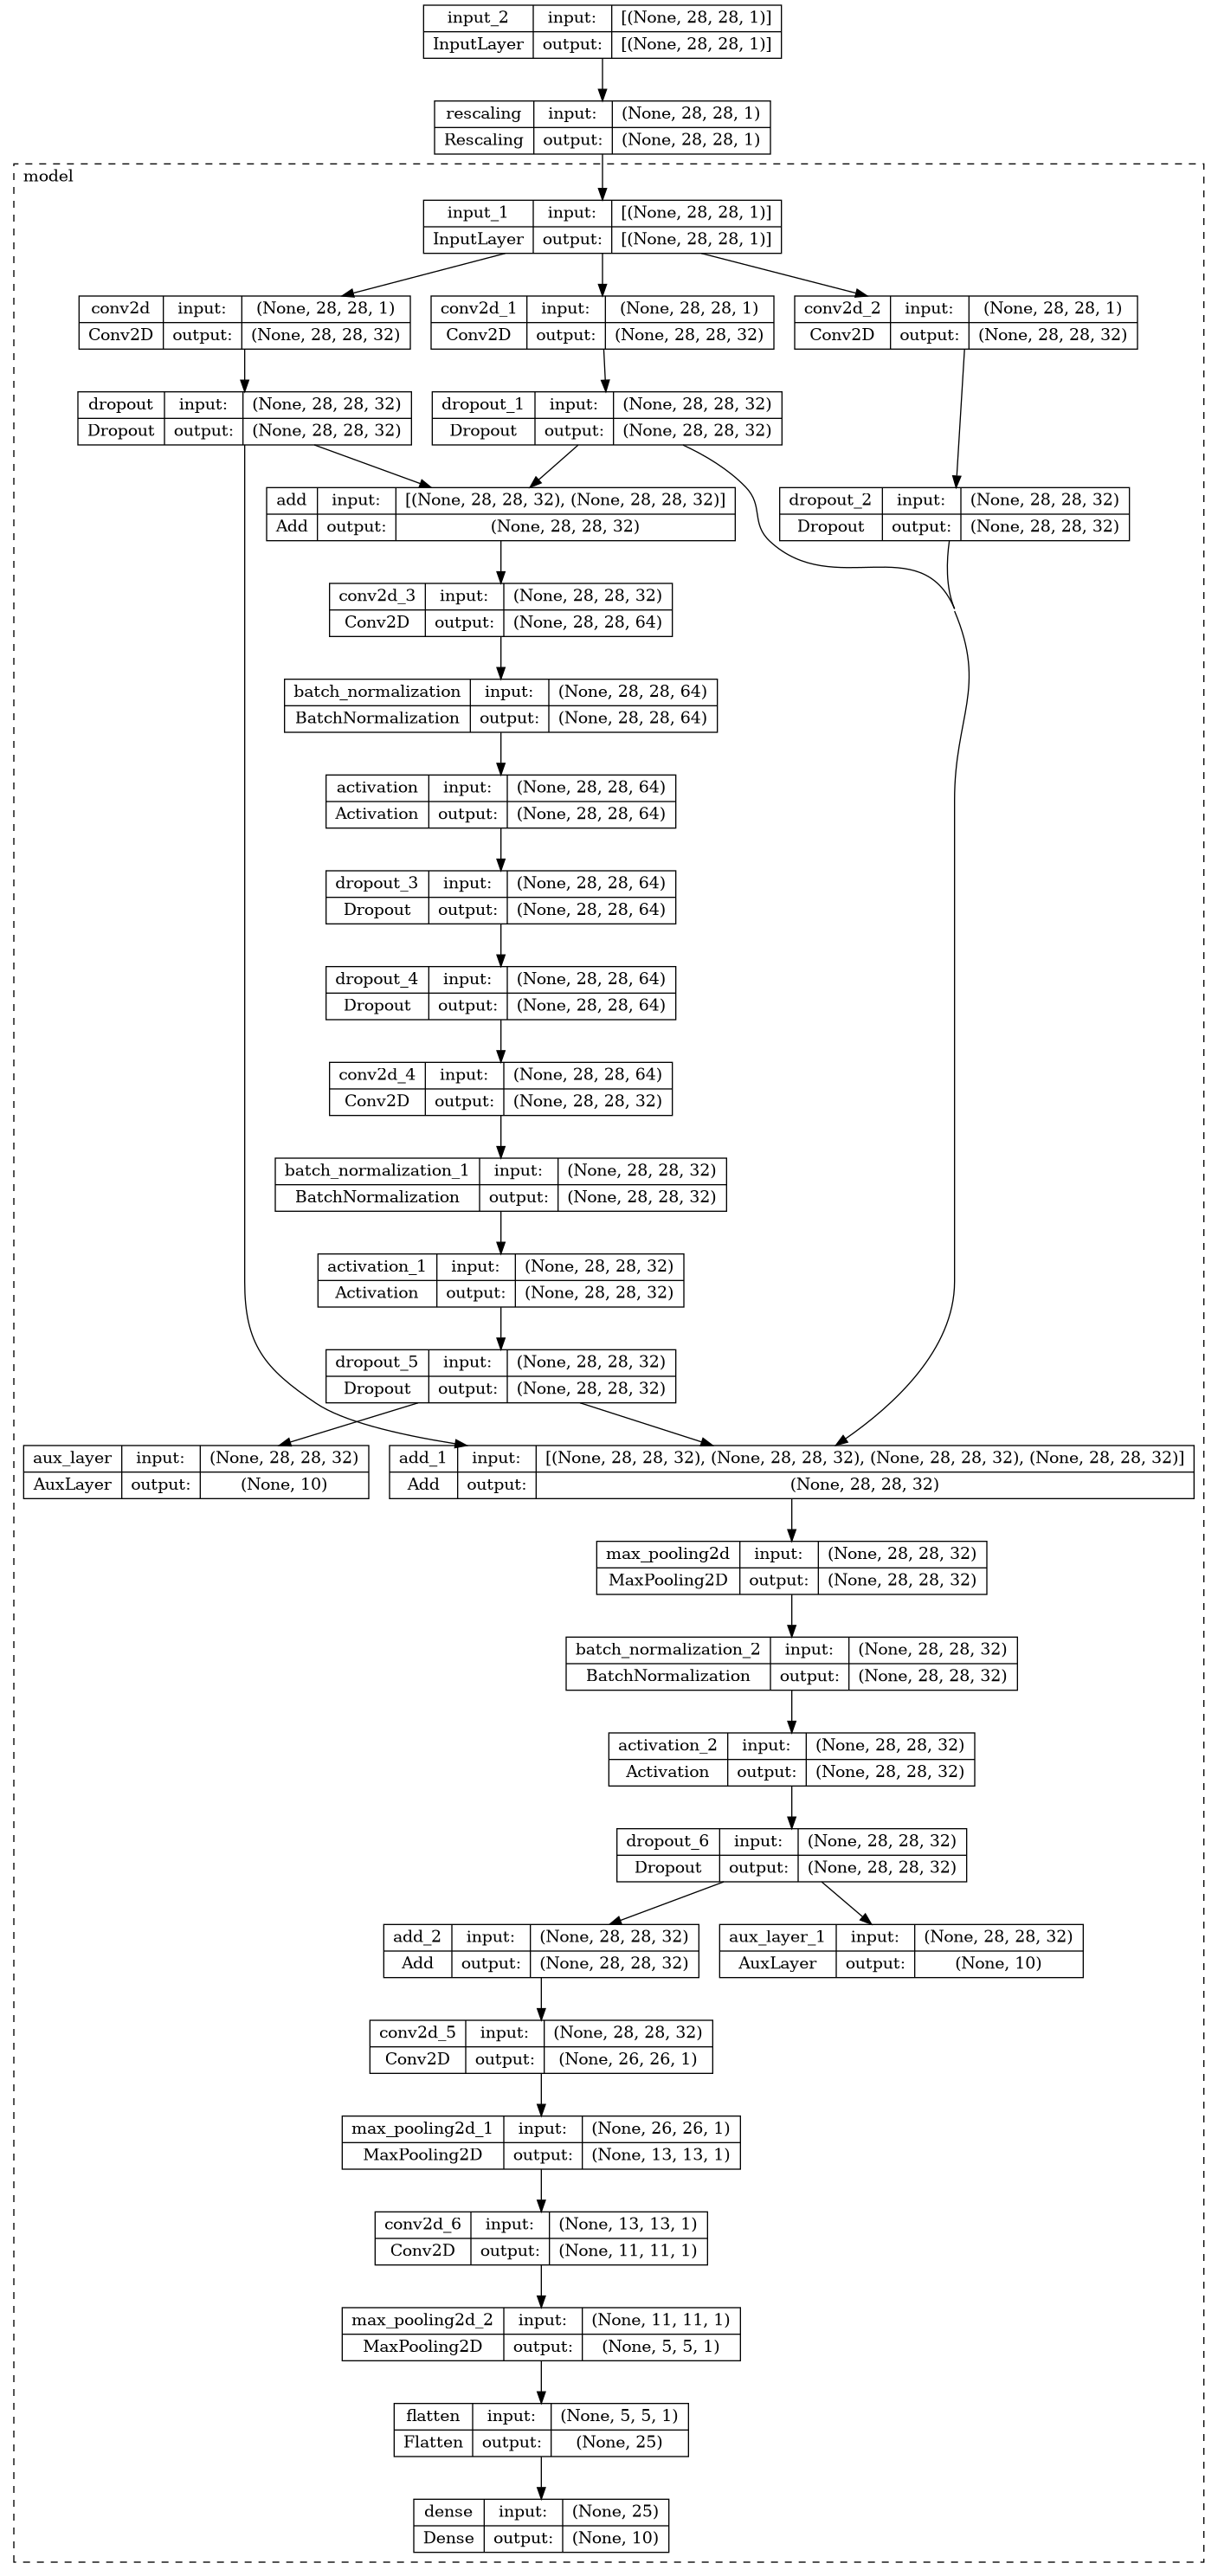 input_2 input: [(None, 28, 28, 1)]
InputLayer output: [(None, 28, 28, 1)]
rescaling input: (None, 28, 28, 1)
Rescaling output: (None, 28, 28, 1)
model
input_1 input: [(None, 28, 28, 1)]
InputLayer output: [(None, 28, 28, 1)]
conv2d input: (None, 28, 28, 1)
Conv2D output: (None, 28, 28, 32)
conv2d_1 input: (None, 28, 28, 1)
Conv2D output: (None, 28, 28, 32)
conv2d_2 input: (None, 28, 28, 1)
Conv2D output: (None, 28, 28, 32)
dropout input: (None, 28, 28, 32)
Dropout output: (None, 28, 28, 32)
dropout_1 input: (None, 28, 28, 32)
Dropout output: (None, 28, 28, 32)
add input: [(None, 28, 28, 32), (None, 28, 28, 32)]
Add output: (None, 28, 28, 32)
dropout_2 input: (None, 28, 28, 32)
Dropout output: (None, 28, 28, 32)
conv2d_3 input: (None, 28, 28, 32)
Conv2D output: (None, 28, 28, 64)
batch_normalization input: (None, 28, 28, 64)
BatchNormalization output: (None, 28, 28, 64)
activation input: (None, 28, 28, 64)
Activation output: (None, 28, 28, 64)
dropout_3 input: (None, 28, 28, 64)
Dropout output: (None, 28, 28, 64)
dropout_4 input: (None, 28, 28, 64)
Dropout output: (None, 28, 28, 64)
conv2d_4 input: (None, 28, 28, 64)
Conv2D output: (None, 28, 28, 32)
batch_normalization_1 input: (None, 28, 28, 32)
BatchNormalization output: (None, 28, 28, 32)
activation_1 input: (None, 28, 28, 32)
Activation output: (None, 28, 28, 32)
dropout_5 input: (None, 28, 28, 32)
Dropout output: (None, 28, 28, 32)
aux_layer input: (None, 28, 28, 32)
AuxLayer output: (None, 10)
add_1 input: [(None, 28, 28, 32), (None, 28, 28, 32), (None, 28, 28, 32), (None, 28, 28, 32)]
Add output: (None, 28, 28, 32)
max_pooling2d input: (None, 28, 28, 32)
MaxPooling2D output: (None, 28, 28, 32)
batch_normalization_2 input: (None, 28, 28, 32)
BatchNormalization output: (None, 28, 28, 32)
activation_2 input: (None, 28, 28, 32)
Activation output: (None, 28, 28, 32)
dropout_6 input: (None, 28, 28, 32)
Dropout output: (None, 28, 28, 32)
add_2 input: (None, 28, 28, 32)
Add output: (None, 28, 28, 32)
aux_layer_1 input: (None, 28, 28, 32)
AuxLayer output: (None, 10)
conv2d_5 input: (None, 28, 28, 32)
Conv2D output: (None, 26, 26, 1)
max_pooling2d_1 input: (None, 26, 26, 1)
MaxPooling2D output: (None, 13, 13, 1)
conv2d_6 input: (None, 13, 13, 1)
Conv2D output: (None, 11, 11, 1)
max_pooling2d_2 input: (None, 11, 11, 1)
MaxPooling2D output: (None, 5, 5, 1)
flatten input: (None, 5, 5, 1)
Flatten output: (None, 25)
dense input: (None, 25)
Dense output: (None, 10)